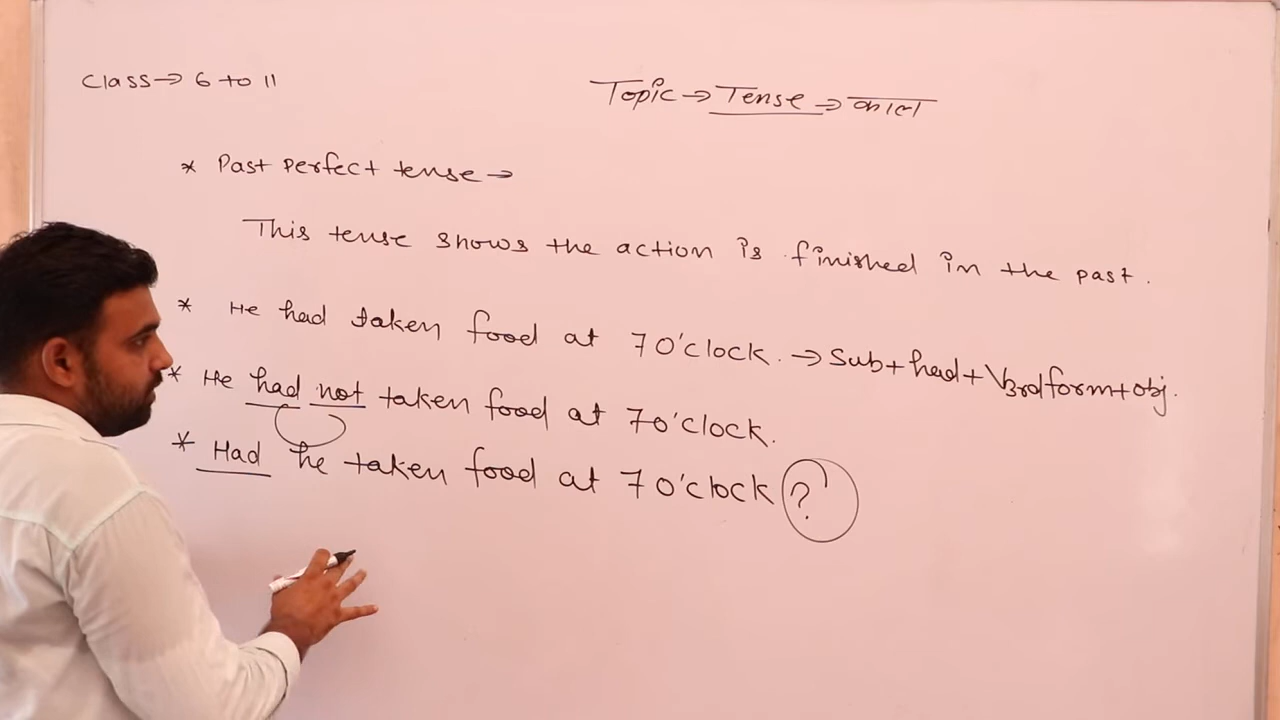 Class→ 6 to 11
Topic → Tense → काल
* Past perfect tense →
This tense shows the action is finished in the past.
* He had taken food at 7 O'clock. → Sub + had + V3rd form + obj.
* He had not taken food at 7 o'clock.
* Had he taken food at 7 O'clock ?